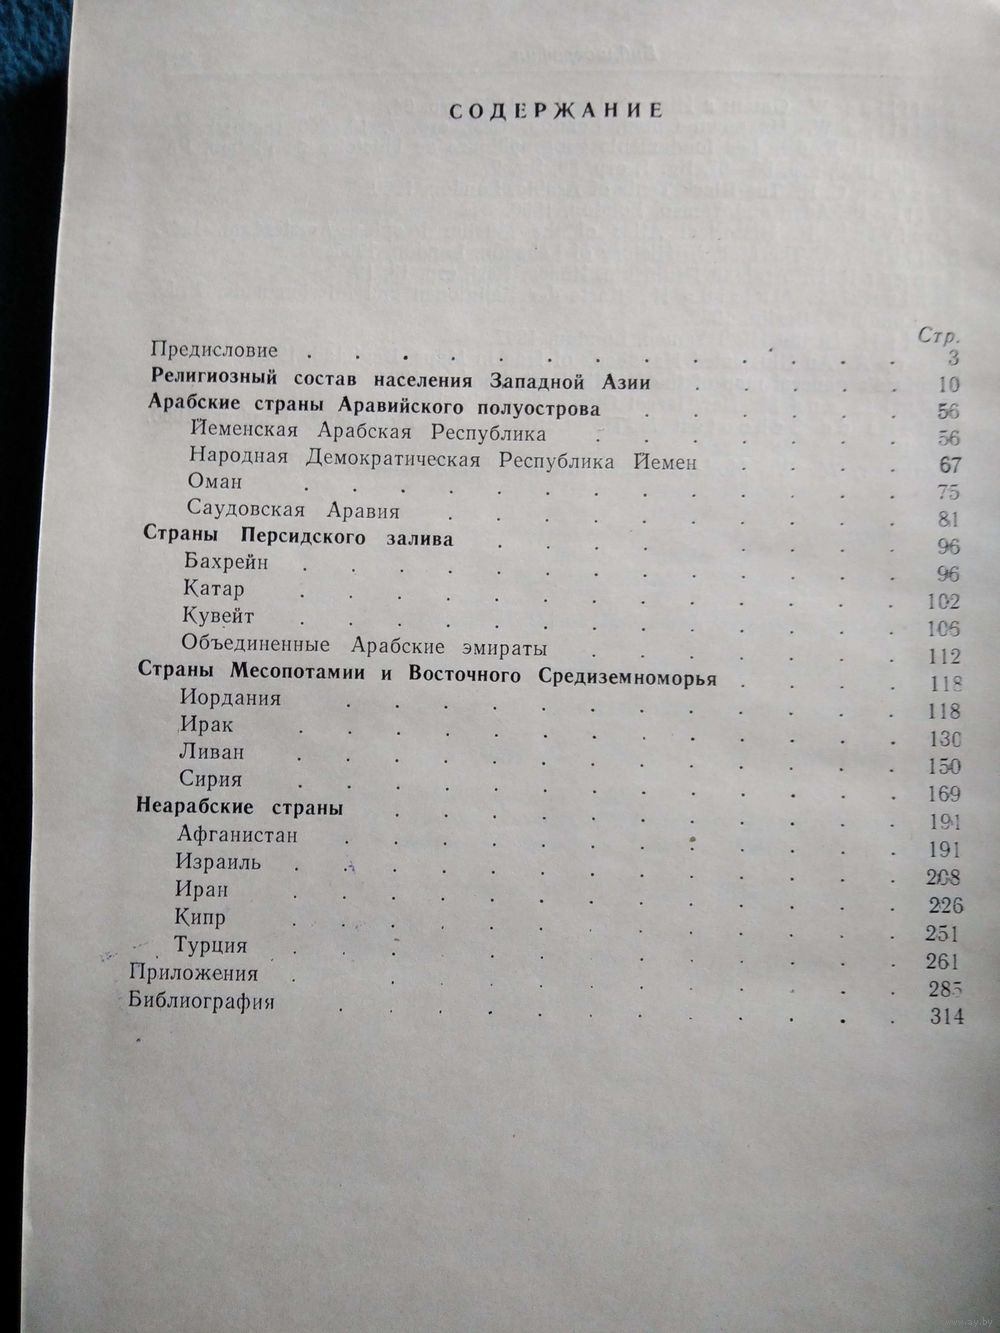 СОДЕРЖАНИЕ
Стр.
Предисловие . . . . . . . . . . . . . 3
Религиозный состав населения Западной Азии . . . . . 10
Арабские страны Аравийского полуострова . . . . . . 56
Йеменская Арабская Республика . . . . . . . 56
Народная Демократическая Республика Йемен . . . . 67
Оман . . . . . . . . . . . . . 75
Саудовская Аравия . . . . . . . . . . 81
Страны Персидского залива . . . . . . . . 96
Бахрейн . . . . . . . . . . . . . 96
Катар . . . . . . . . . . . . . 102
Кувейт . . . . . . . . . . . . . 106
Объединенные Арабские эмираты . . . . . . . 112
Страны Месопотамии и Восточного Средиземноморья . . . . 118
Иордания . . . . . . . . . . . . 118
Ирак . . . . . . . . . . . . . 130
Ливан . . . . . . . . . . . . . 150
Сирия . . . . . . . . . . . . . 169
Неарабские страны . . . . . . . . . . . 191
Афганистан . . . . . . . . . . . . 191
Израиль . . . . . . . . . . . . . 208
Иран . . . . . . . . . . . . . 226
Кипр . . . . . . . . . . . . . 251
Турция . . . . . . . . . . . . . 261
Приложения . . . . . . . . . . . . 285
Библиография . . . . . . . . . . . . 314
www.ay.by